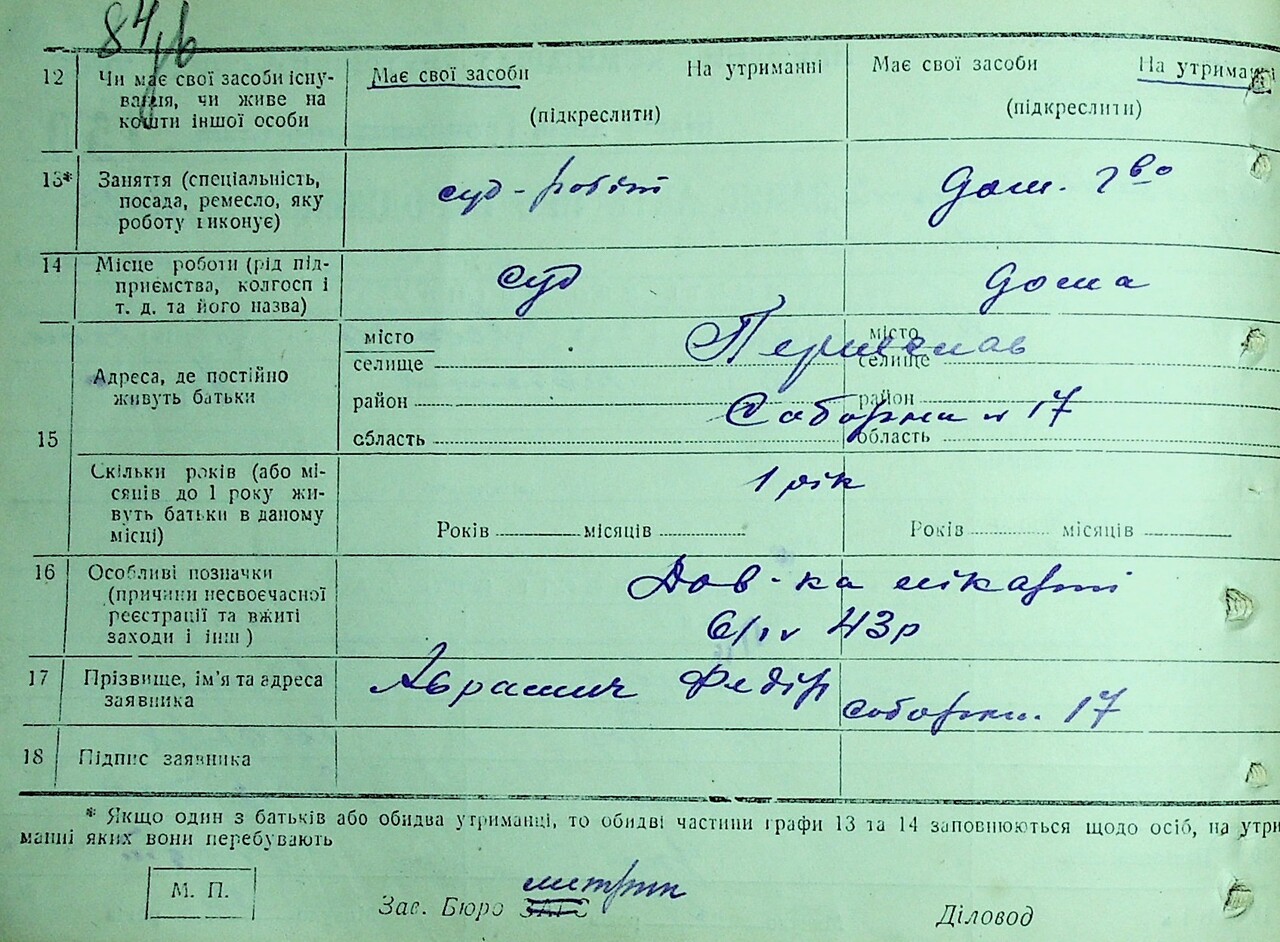 12 Чи має свої засоби існу-
вання, чи живе на
кошти іншої особи
Має свої засоби На утриманні
(підкреслити)
Має свої засоби На утриманні
(підкреслити)
13* Заняття (спеціальність,
посада, ремесло, яку
роботу виконує)
суд-робіт
Дом. г-во
14 Місце роботи (рід під-
приємства, колгосп і
т. д. та його назва)
Суд
Дома
15
Адреса, де постійно
живуть батьки
місто
селище
район
область
місто
селище
район
область
Переяслав
Соборна № 17
Скільки років (або мі-
сяців до 1 року жи-
вуть батьки в даному
місці)
1 рік
Років місяців
Років місяців
16 Особливі позначки
(причини несвоєчасної
реєстрації та вжиті
заходи і інш)
Дов-ка лікарні
6/IV 43р
17 Прізвище, ім'я та адреса
заявника
Аврамич Федір Соборна. 17
18 Підпис заявника
* Якщо один з батьків або обидва утриманці, то обидві частини графи 13 та 14 заповнюються щодо осіб, на утри
манні яких вони перебувають
М. П.
Зав. Бюро ЗАГС метрик
Діловод